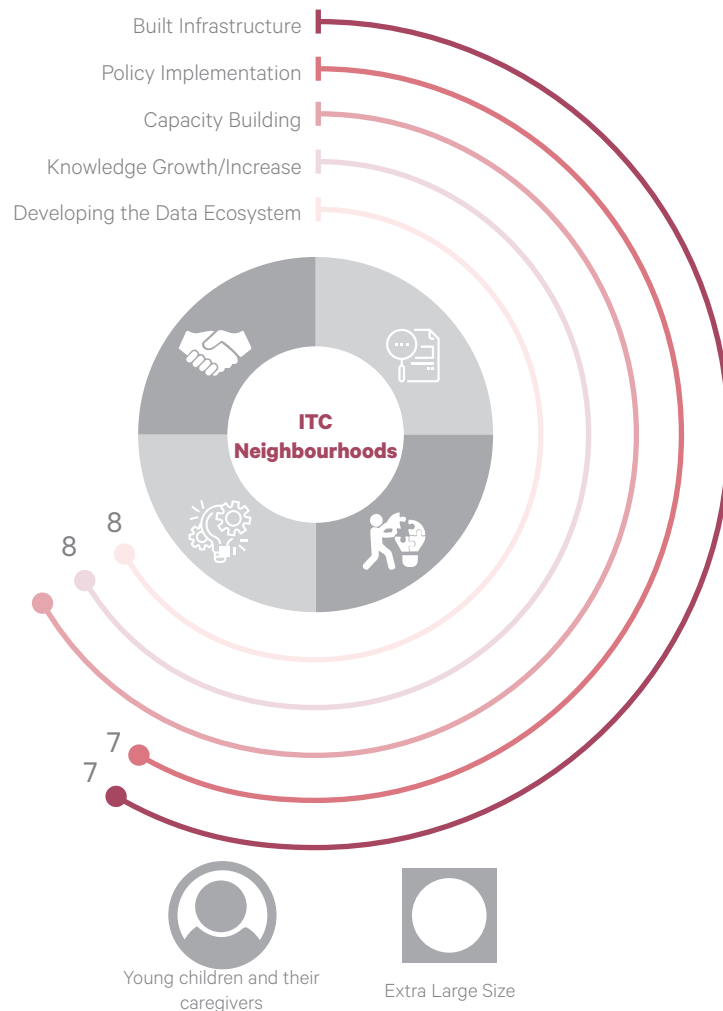 Built Infrastructure
Policy Implementation
Capacity Building
Knowledge Growth/Increase
Developing the Data Ecosystem
ITC
Neighbourhoods
8
8
7
7
Young children and their
caregivers
Extra Large Size